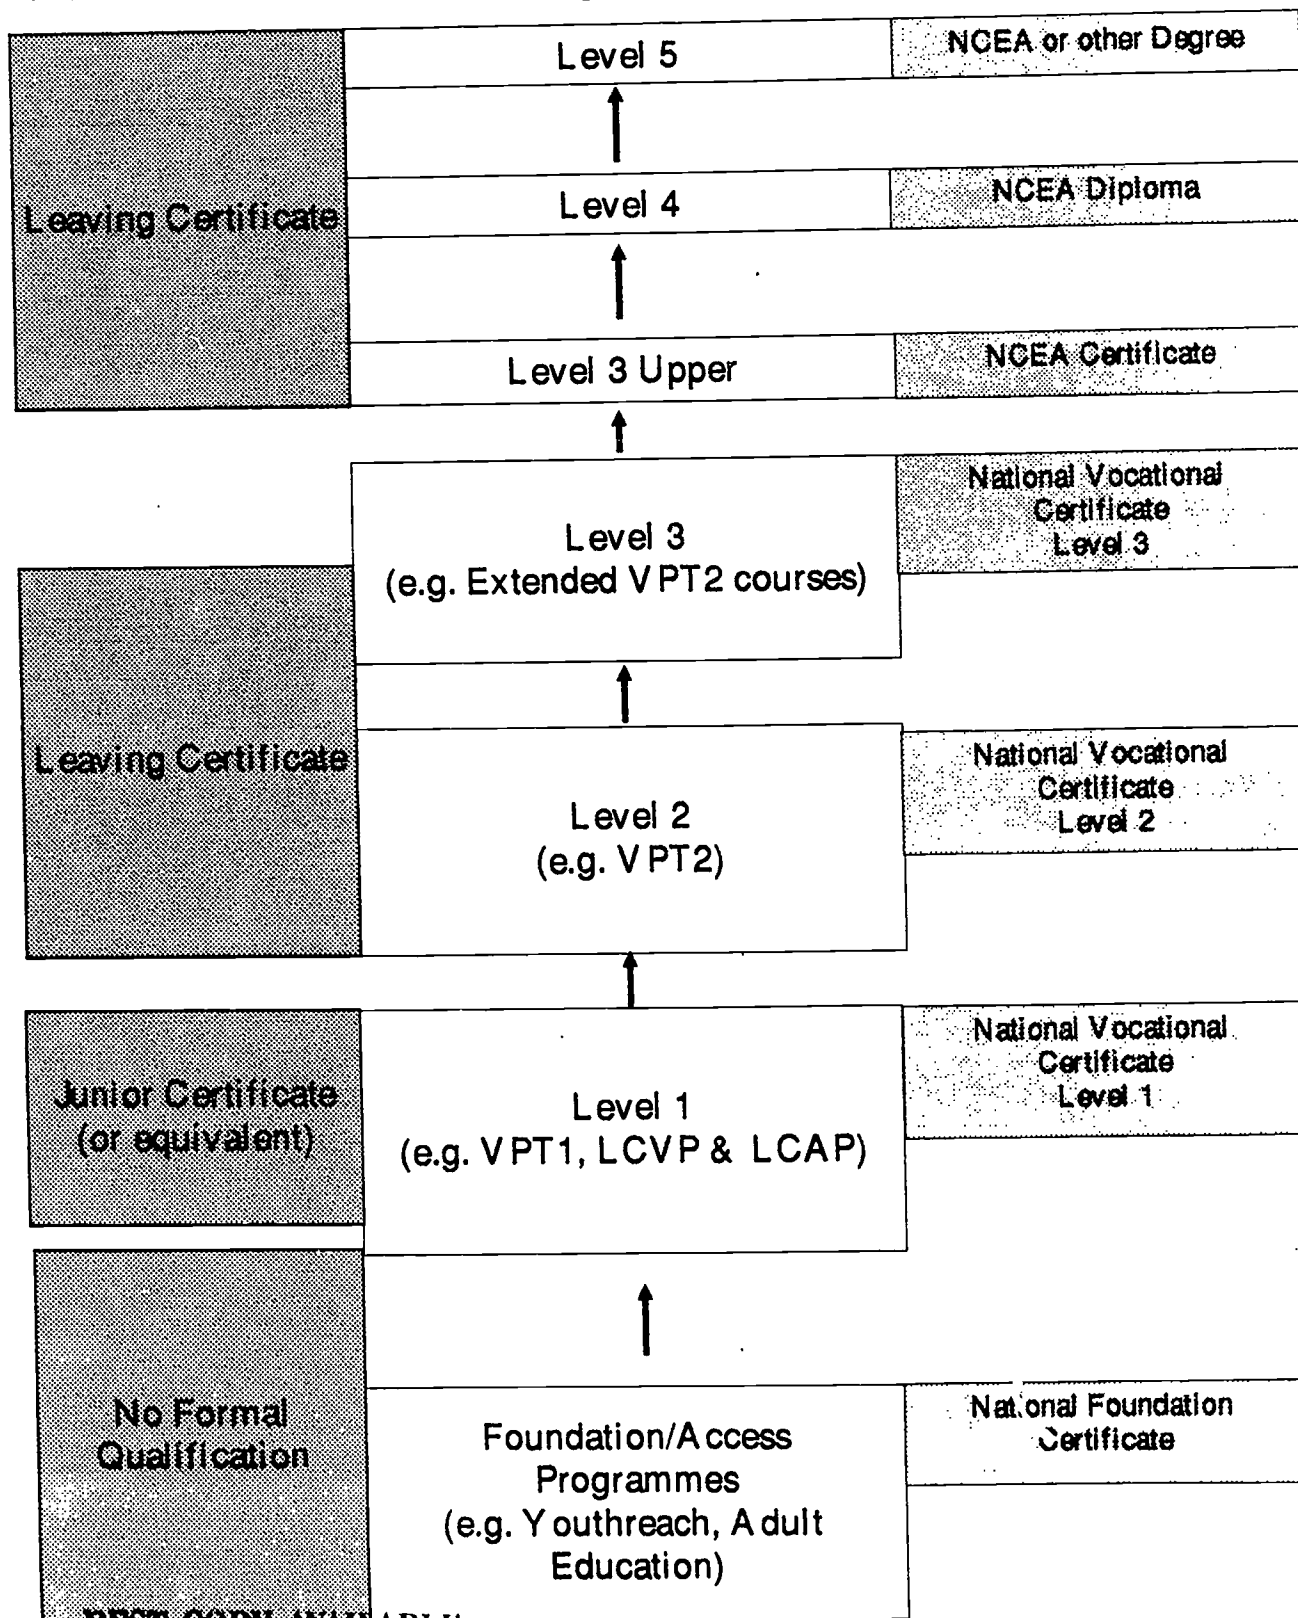 Level 5
NCEA or other Degree
Leaving Certificate
Level 4
NCEA Diploma
Level 3 Upper
NCEA Certificate
Level 3
(e.g. Extended VPT2 courses)
National Vocational
Certificate
Level 3
Leaving Certificate
Level 2
(e.g. VPT2)
National Vocational
Certificate
Level 2
Junior Certificate
(or equivalent)
Level 1
(e.g. VPT1, LCVP & LCAP)
National Vocational
Certificate
Level 1
No Formal
Qualification
Foundation/Access
Programmes
(e.g. Youthreach, Adult
Education)
National Foundation
Certificate
BEST COPY AVAILABLE